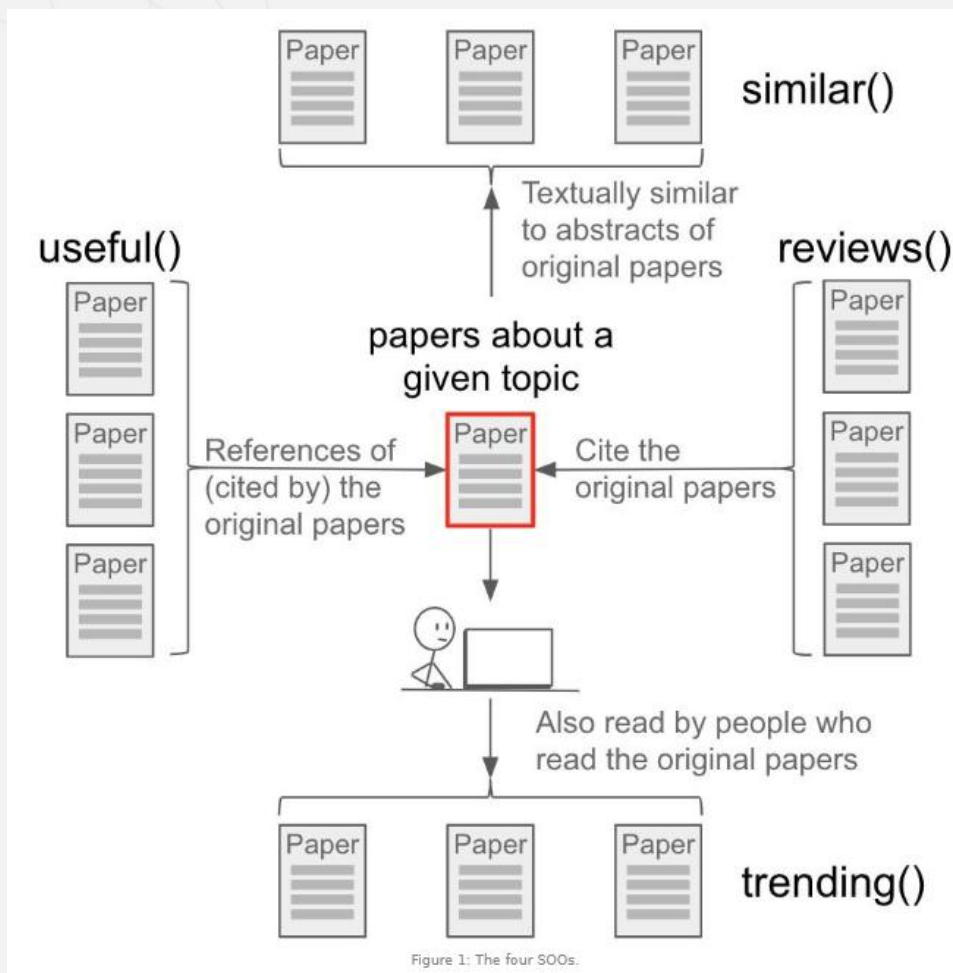 Paper Paper Paper
similar()
Textually similar
to abstracts of
original papers
useful()
Paper
Paper
Paper
References of
(cited by) the
original papers
papers about a
given topic
Paper
reviews()
Paper
Paper
Paper
Cite the
original papers
Also read by people who
read the original papers
Paper Paper Paper
trending()
Figure 1: The four SOOs.